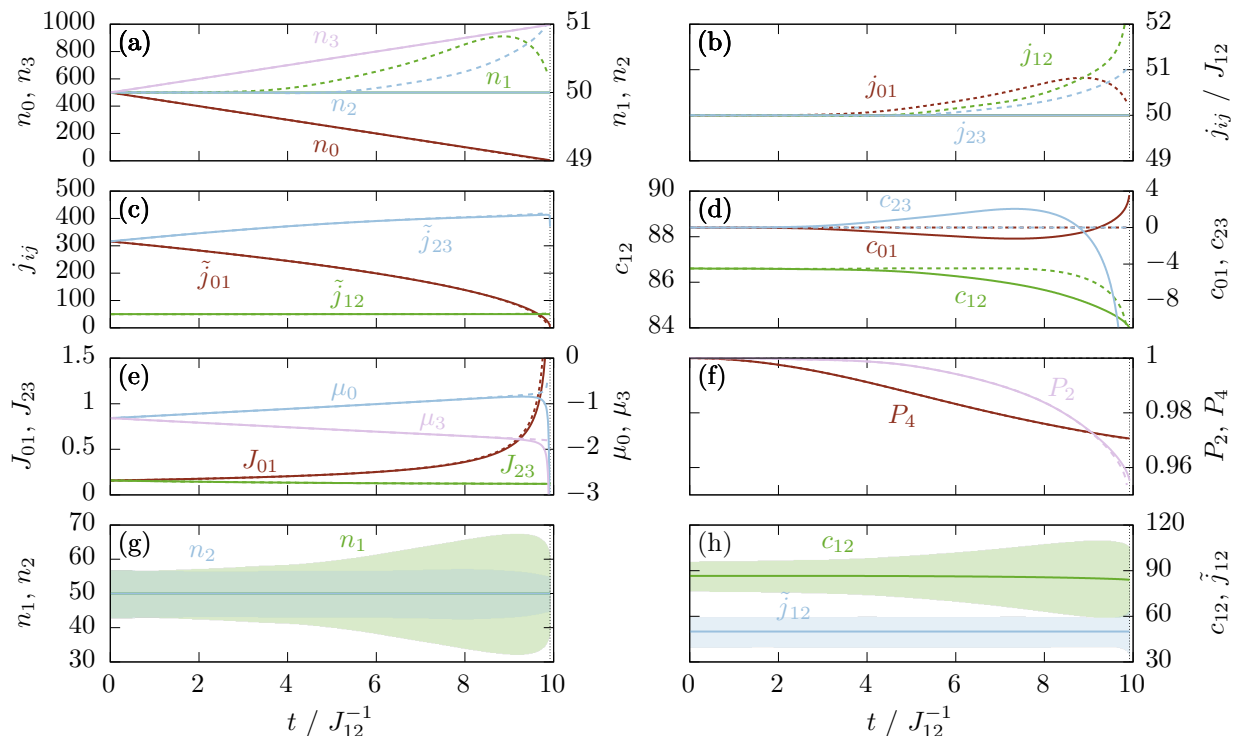 (a)
n₀, n₃
1000
800
600
400
200
0
n₃
n₁
n₂
n₀
51
50
49
n₁, n₂
(b)
j₁₂
j₀₁
j₂₃
52
51
50
49
j_{ij} / J₁₂
(c)
j_{ij}
500
400
300
200
100
0
j̃₂₃
j̃₀₁
j̃₁₂
(d)
c₁₂
90
88
86
84
c₂₃
c₀₁
c₁₂
4
0
−4
−8
c₀₁, c₂₃
(e)
J₀₁, J₂₃
1.5
1
0.5
0
μ₀
μ₃
J₀₁
J₂₃
0
−1
−2
−3
μ₀, μ₃
(f)
P₂
P₄
1
0.98
0.96
P₂, P₄
(g)
n₁, n₂
70
60
50
40
30
n₂
n₁
0 2 4 6 8 10
t / J₁₂⁻¹
(h)
c₁₂
j̃₁₂
120
90
60
30
c₁₂, j̃₁₂
0 2 4 6 8 10
t / J₁₂⁻¹